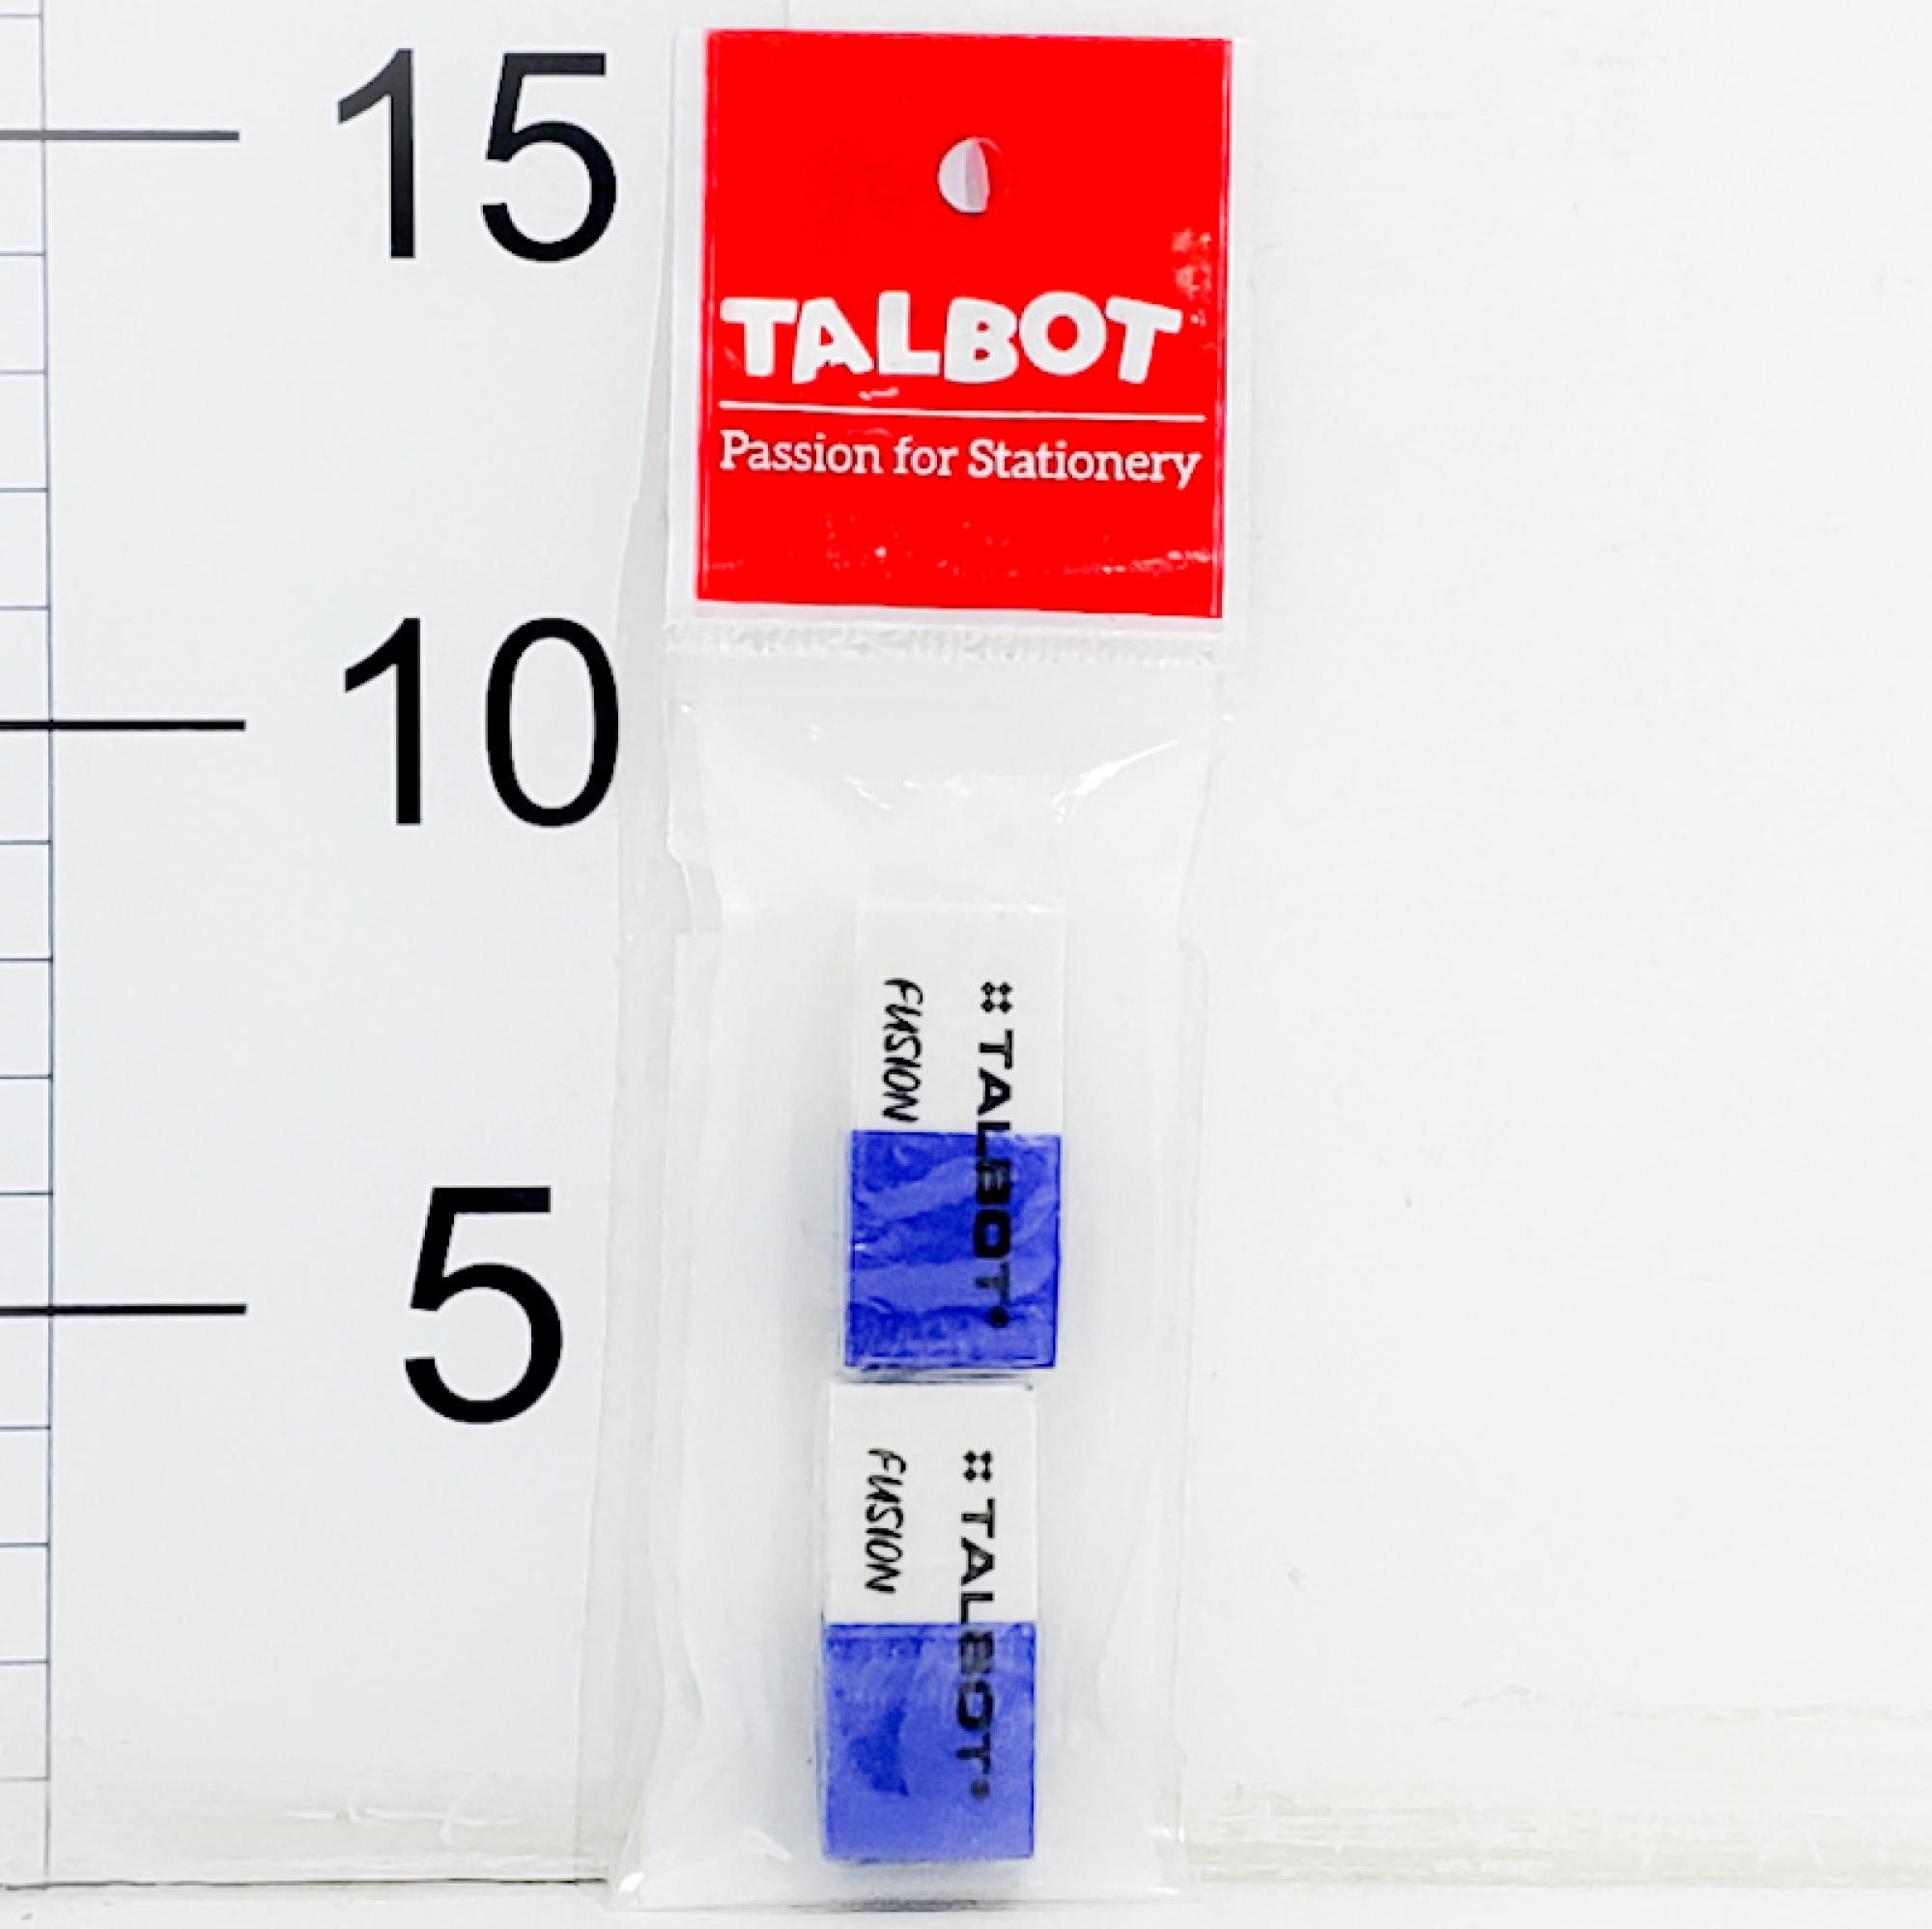 15
TALBOT
Passion for Stationery
10
TALBOT
FUSION
5
TALBOT
FUSION